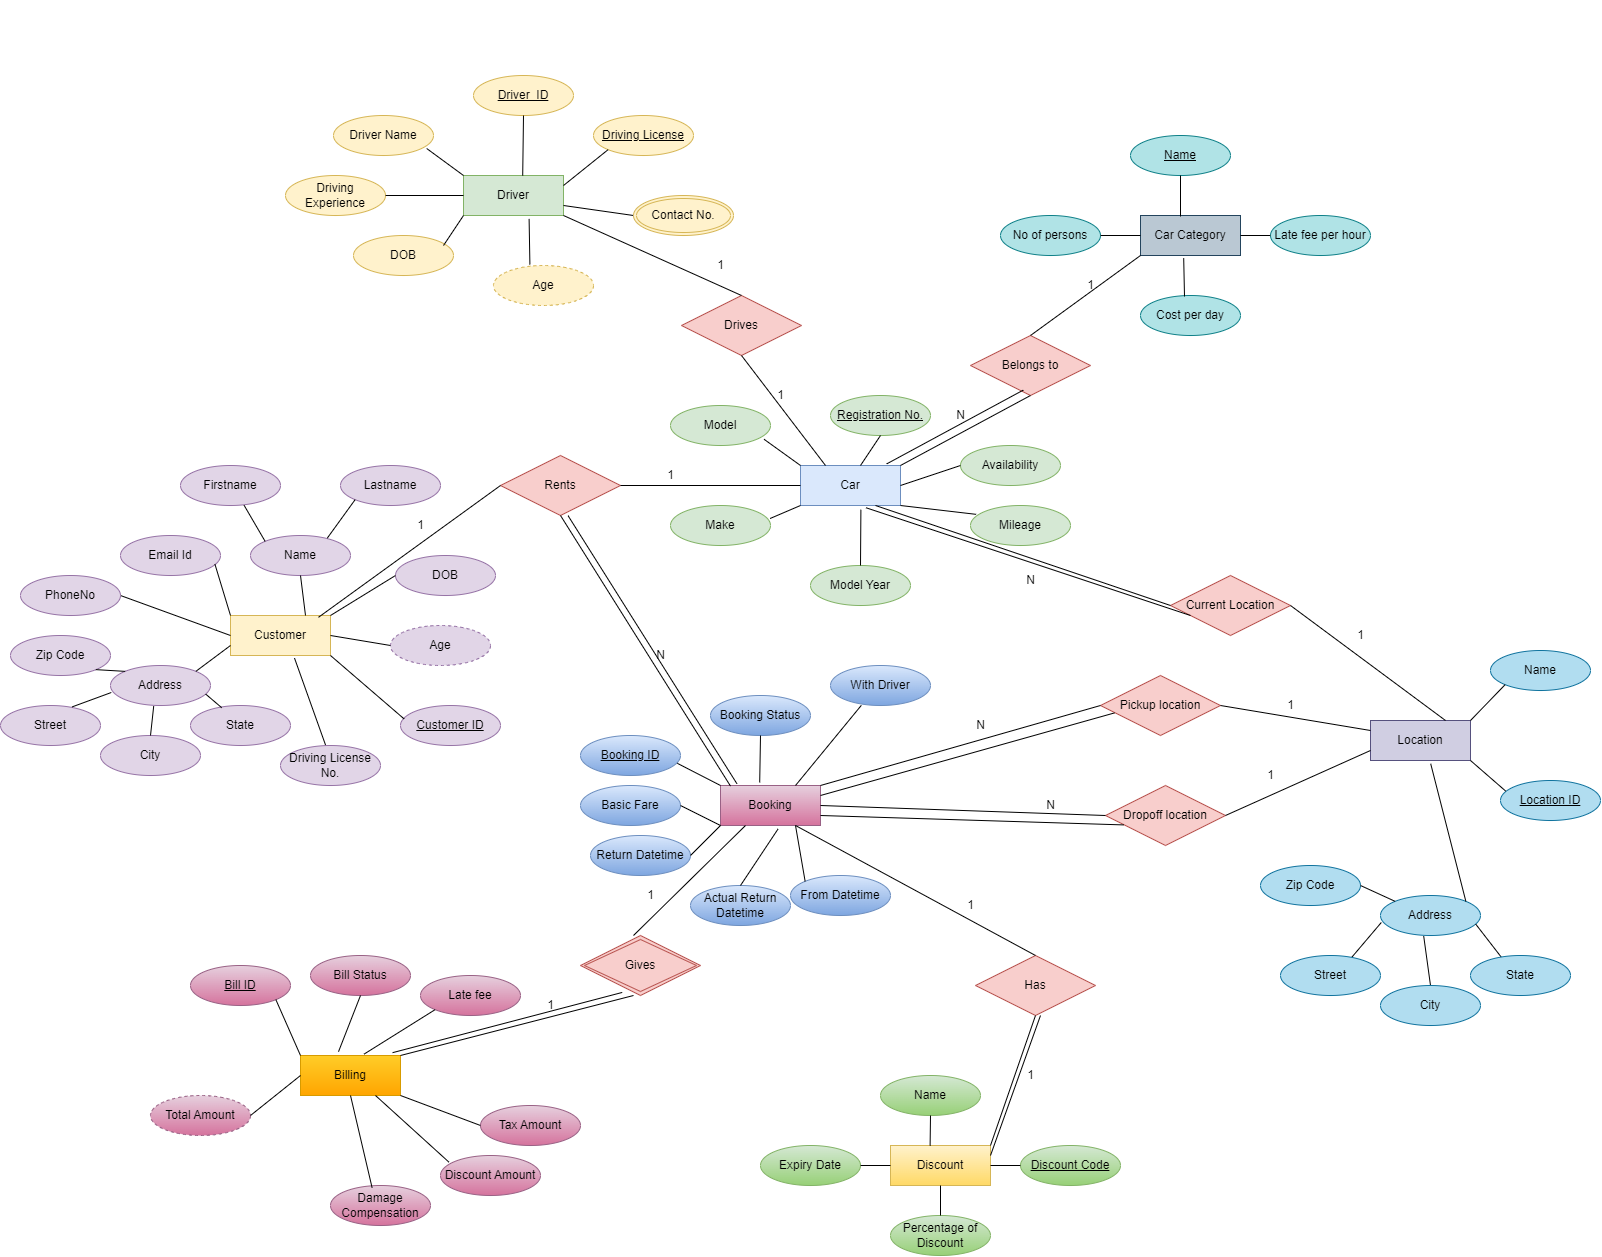 Driver_ID
Driver Name
Driving License
Driving
Experience
Driver
Contact No.
DOB
Age
1
Drives
1
Name
No of persons
Car Category
Late fee per hour
Cost per day
1
Belongs to
N
Model
Registration No.
Availability
Car
Make
Mileage
Model Year
Rents
1
1
N
Firstname
Lastname
Name
Email Id
DOB
PhoneNo
Customer
Age
Zip Code
Address
Street
State
City
Customer ID
Driving License
No.
N
Current Location
1
With Driver
Booking Status
Booking ID
Basic Fare
Booking
Return Datetime
Actual Return
Datetime
From Datetime
N
Pickup location
1
N
Dropoff location
1
Name
Location
Location ID
Zip Code
Address
Street
State
City
1
Gives
1
1
Has
1
Bill ID
Bill Status
Late fee
Billing
Total Amount
Tax Amount
Discount Amount
Damage
Compensation
Name
Expiry Date
Discount
Discount Code
Percentage of
Discount